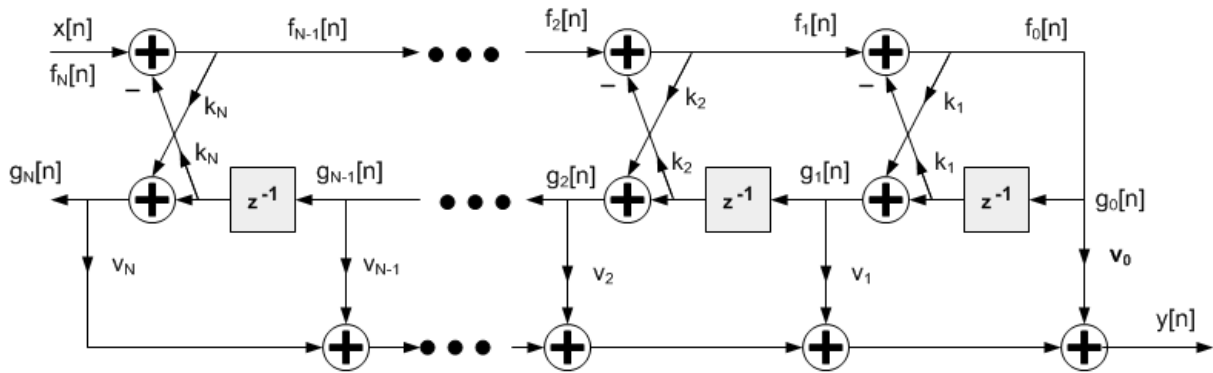 x[n] f_{N-1}[n] f_2[n] f_1[n] f_0[n]
f_N[n]
– – –
k_N k_2 k_1
k_N k_2 k_1
g_N[n] z^{-1} g_{N-1}[n] g_2[n] z^{-1} g_1[n] z^{-1} g_0[n]
v_N v_{N-1} v_2 v_1 v_0
y[n]